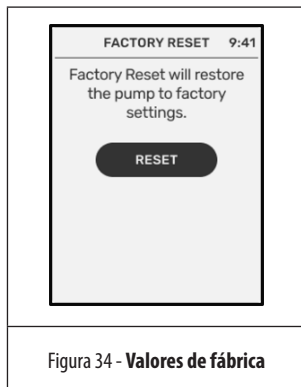 FACTORY RESET 9:41
Factory Reset will restore
the pump to factory
settings.
RESET
Figura 34 - Valores de fábrica